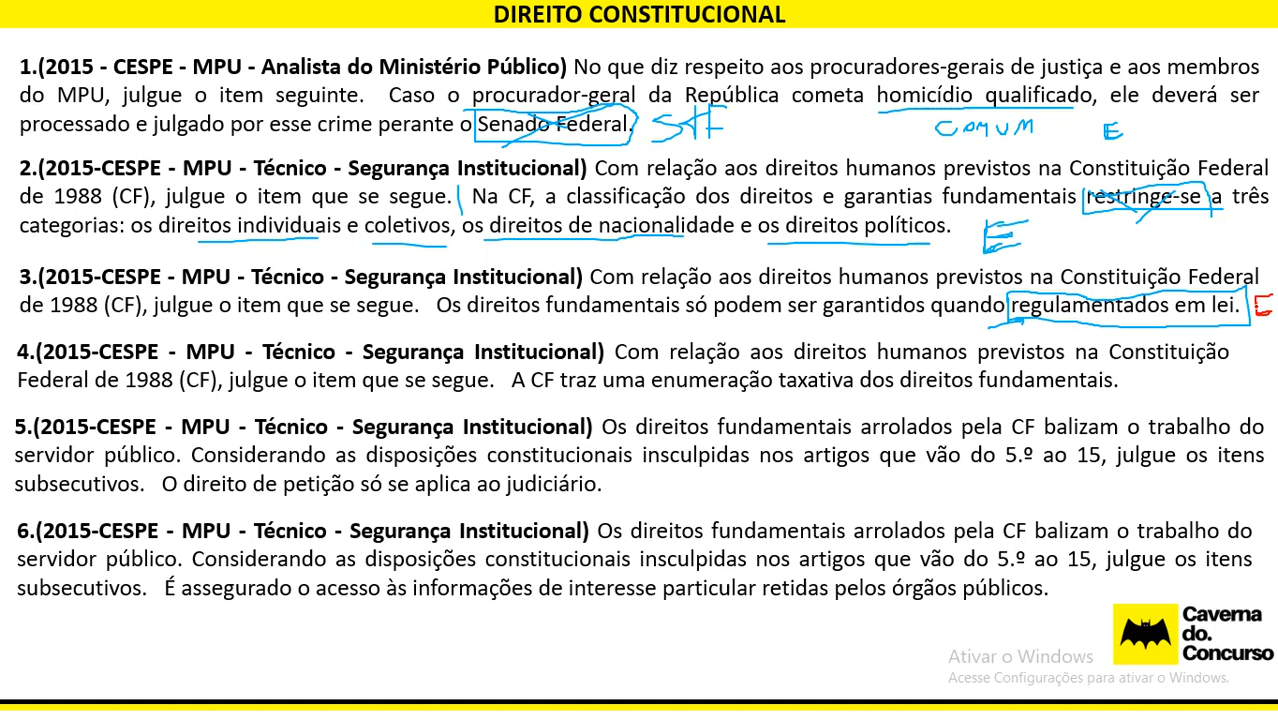 DIREITO CONSTITUCIONAL
1.(2015 - CESPE - MPU - Analista do Ministério Público) No que diz respeito aos procuradores-gerais de justiça e aos membros
do MPU, julgue o item seguinte. Caso o procurador-geral da República cometa homicídio qualificado, ele deverá ser
processado e julgado por esse crime perante o Senado Federal. STF
COMUM E
2.(2015-CESPE - MPU - Técnico - Segurança Institucional) Com relação aos direitos humanos previstos na Constituição Federal
de 1988 (CF), julgue o item que se segue. Na CF, a classificação dos direitos e garantias fundamentais restringe-se a três
categorias: os direitos individuais e coletivos, os direitos de nacionalidade e os direitos políticos. E
3.(2015-CESPE - MPU - Técnico - Segurança Institucional) Com relação aos direitos humanos previstos na Constituição Federal
de 1988 (CF), julgue o item que se segue. Os direitos fundamentais só podem ser garantidos quando regulamentados em lei. E
4.(2015-CESPE - MPU - Técnico - Segurança Institucional) Com relação aos direitos humanos previstos na Constituição
Federal de 1988 (CF), julgue o item que se segue. A CF traz uma enumeração taxativa dos direitos fundamentais.
5.(2015-CESPE - MPU - Técnico - Segurança Institucional) Os direitos fundamentais arrolados pela CF balizam o trabalho do
servidor público. Considerando as disposições constitucionais insculpidas nos artigos que vão do 5.º ao 15, julgue os itens
subsecutivos. O direito de petição só se aplica ao judiciário.
6.(2015-CESPE - MPU - Técnico - Segurança Institucional) Os direitos fundamentais arrolados pela CF balizam o trabalho do
servidor público. Considerando as disposições constitucionais insculpidas nos artigos que vão do 5.º ao 15, julgue os itens
subsecutivos. É assegurado o acesso às informações de interesse particular retidas pelos órgãos públicos.
Caverna
do.
Concurso
Ativar o Windows
Acesse Configurações para ativar o Windows.